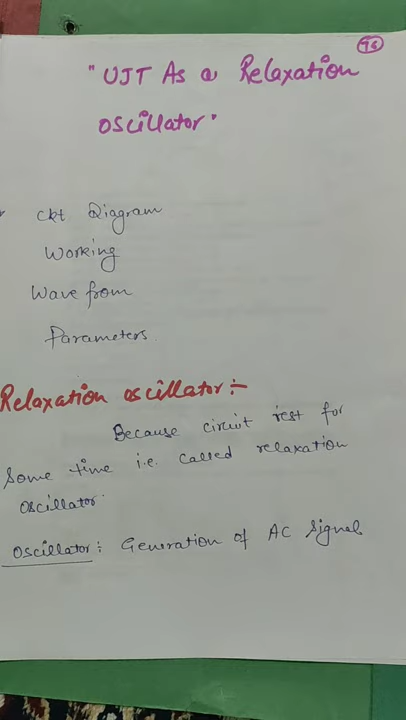 76
"UJT As a Relaxation
Oscillator"
Ckt Diagram
Working
Wave from
Parameters.
Relaxation oscillator:-
Because circuit rest for
Some time i.e. called relaxation
oscillator.
Oscillator: Generation of AC Signal